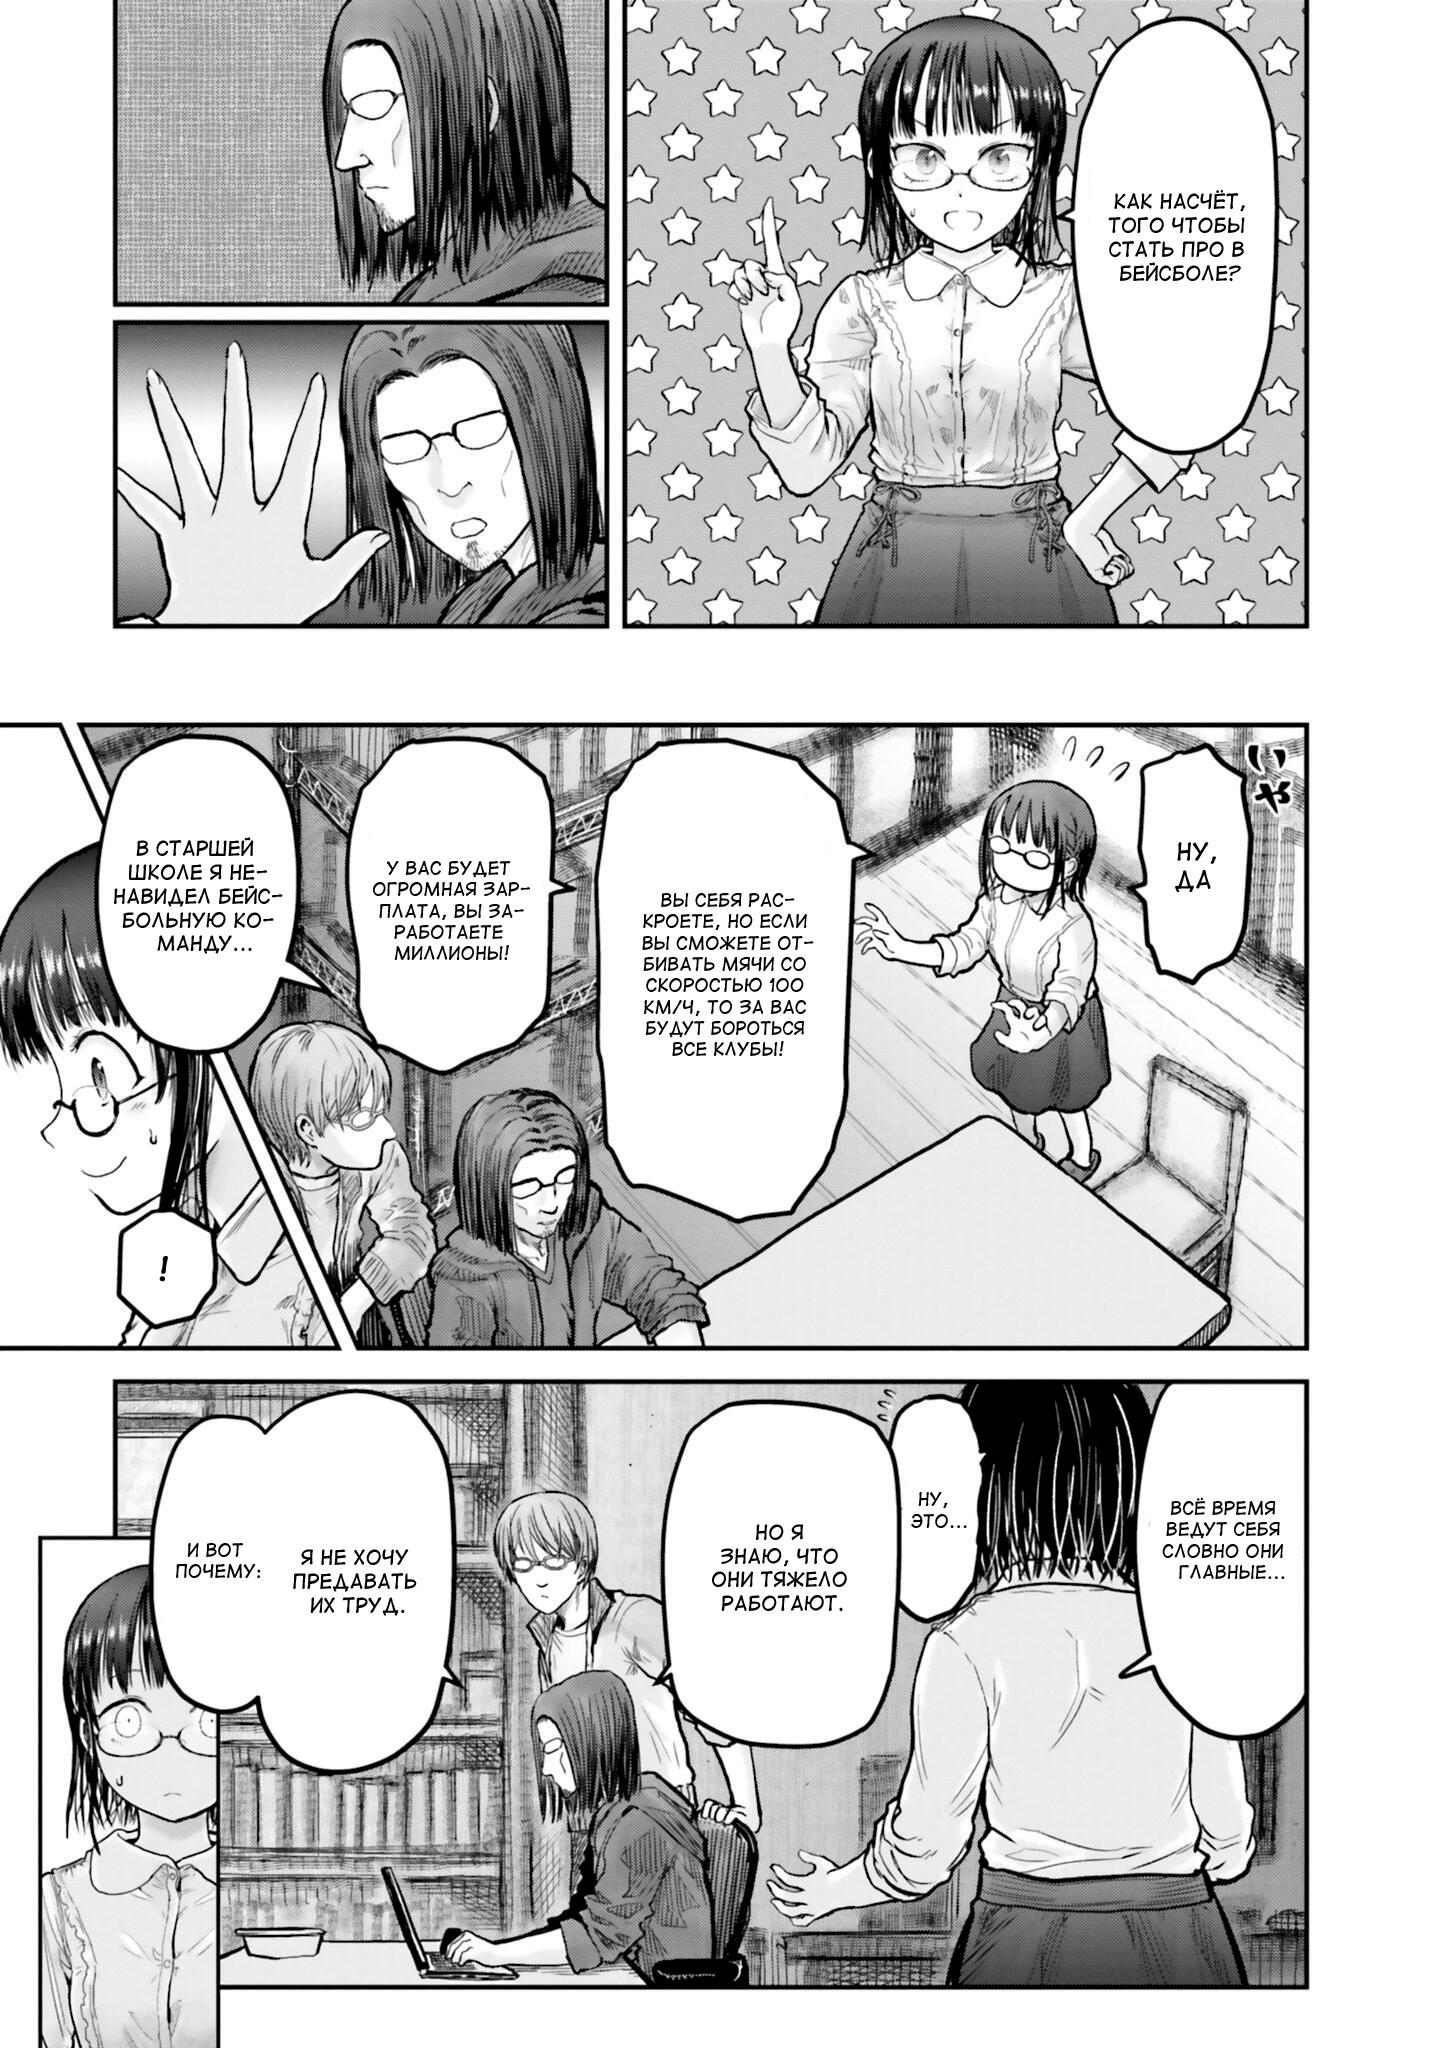 КАК НАСЧЁТ,
ТОГО ЧТОБЫ
СТАТЬ ПРО В
БЕЙСБОЛЕ?
いや
НУ,
ДА
ВЫ СЕБЯ РАС-
КРОЕТЕ, НО ЕСЛИ
ВЫ СМОЖЕТЕ ОТ-
БИВАТЬ МЯЧИ СО
СКОРОСТЬЮ 100
КМ/Ч, ТО ЗА ВАС
БУДУТ БОРОТЬСЯ
ВСЕ КЛУБЫ!
У ВАС БУДЕТ
ОГРОМНАЯ ЗАР-
ПЛАТА, ВЫ ЗА-
РАБОТАЕТЕ
МИЛЛИОНЫ!
В СТАРШЕЙ
ШКОЛЕ Я НЕ-
НАВИДЕЛ БЕЙС-
БОЛЬНУЮ КО-
МАНДУ...
!
ВСЁ ВРЕМЯ
ВЕДУТ СЕБЯ
СЛОВНО ОНИ
ГЛАВНЫЕ...
НУ,
ЭТО...
НО Я
ЗНАЮ, ЧТО
ОНИ ТЯЖЕЛО
РАБОТАЮТ.
Я НЕ ХОЧУ
ПРЕДАВАТЬ
ИХ ТРУД.
И ВОТ
ПОЧЕМУ: